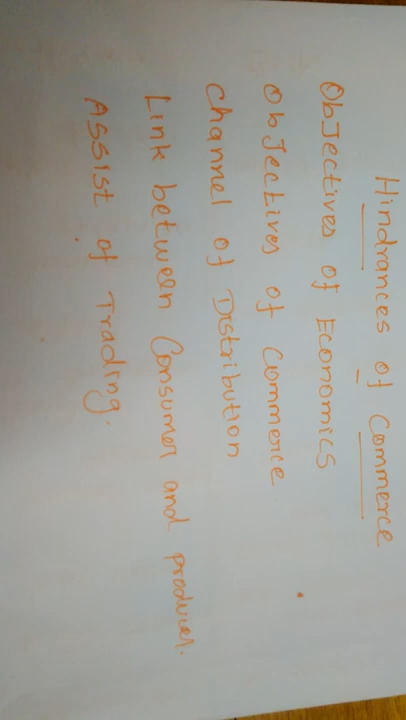 Hindrances of Commerce
Objectives of Economics
Objectives of Commerce
Channel of Distribution
Link between Consumer and producer.
Assist of Trading.